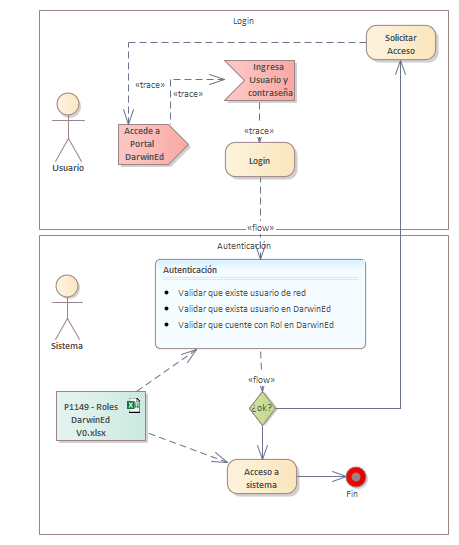 Login
Solicitar
Acceso
Ingresa
Usuario y
contraseña
«trace»
«trace»
Accede a
Portal
DarwinEd
«trace»
Login
Usuario
«flow»
Autenticación
Autenticación
Validar que existe usuario de red
Validar que exista usuario en DarwinEd
Validar que cuente con Rol en DarwinEd
Sistema
«flow»
¿ok?
P1149 - Roles
DarwinEd
V0.xlsx
Acceso a
sistema
Fin